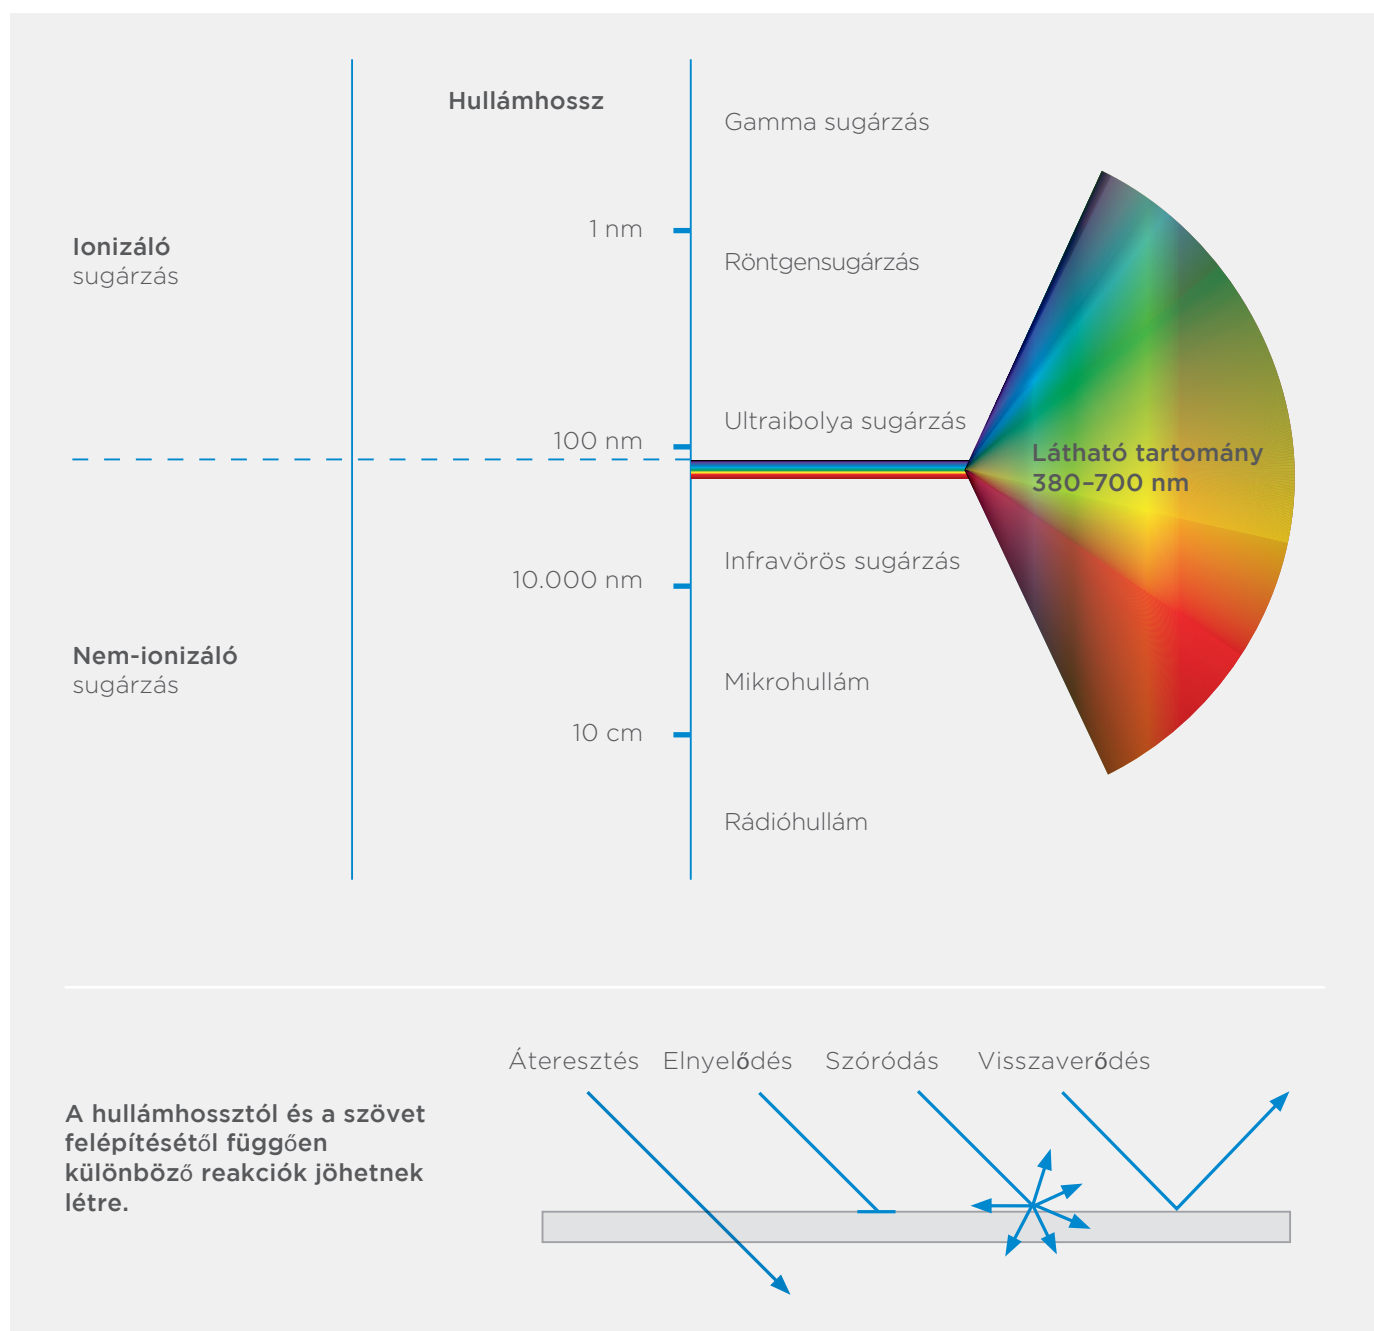 Hullámhossz
Gamma sugárzás
1 nm
Ionizáló
sugárzás
Röntgensugárzás
Ultraibolya sugárzás
100 nm
Látható tartomány
380–700 nm
Infravörös sugárzás
10.000 nm
Nem-ionizáló
sugárzás
Mikrohullám
10 cm
Rádióhullám
Áteresztés Elnyelődés Szóródás Visszaverődés
A hullámhossztól és a szövet
felépítésétől függően
különböző reakciók jöhetnek
létre.